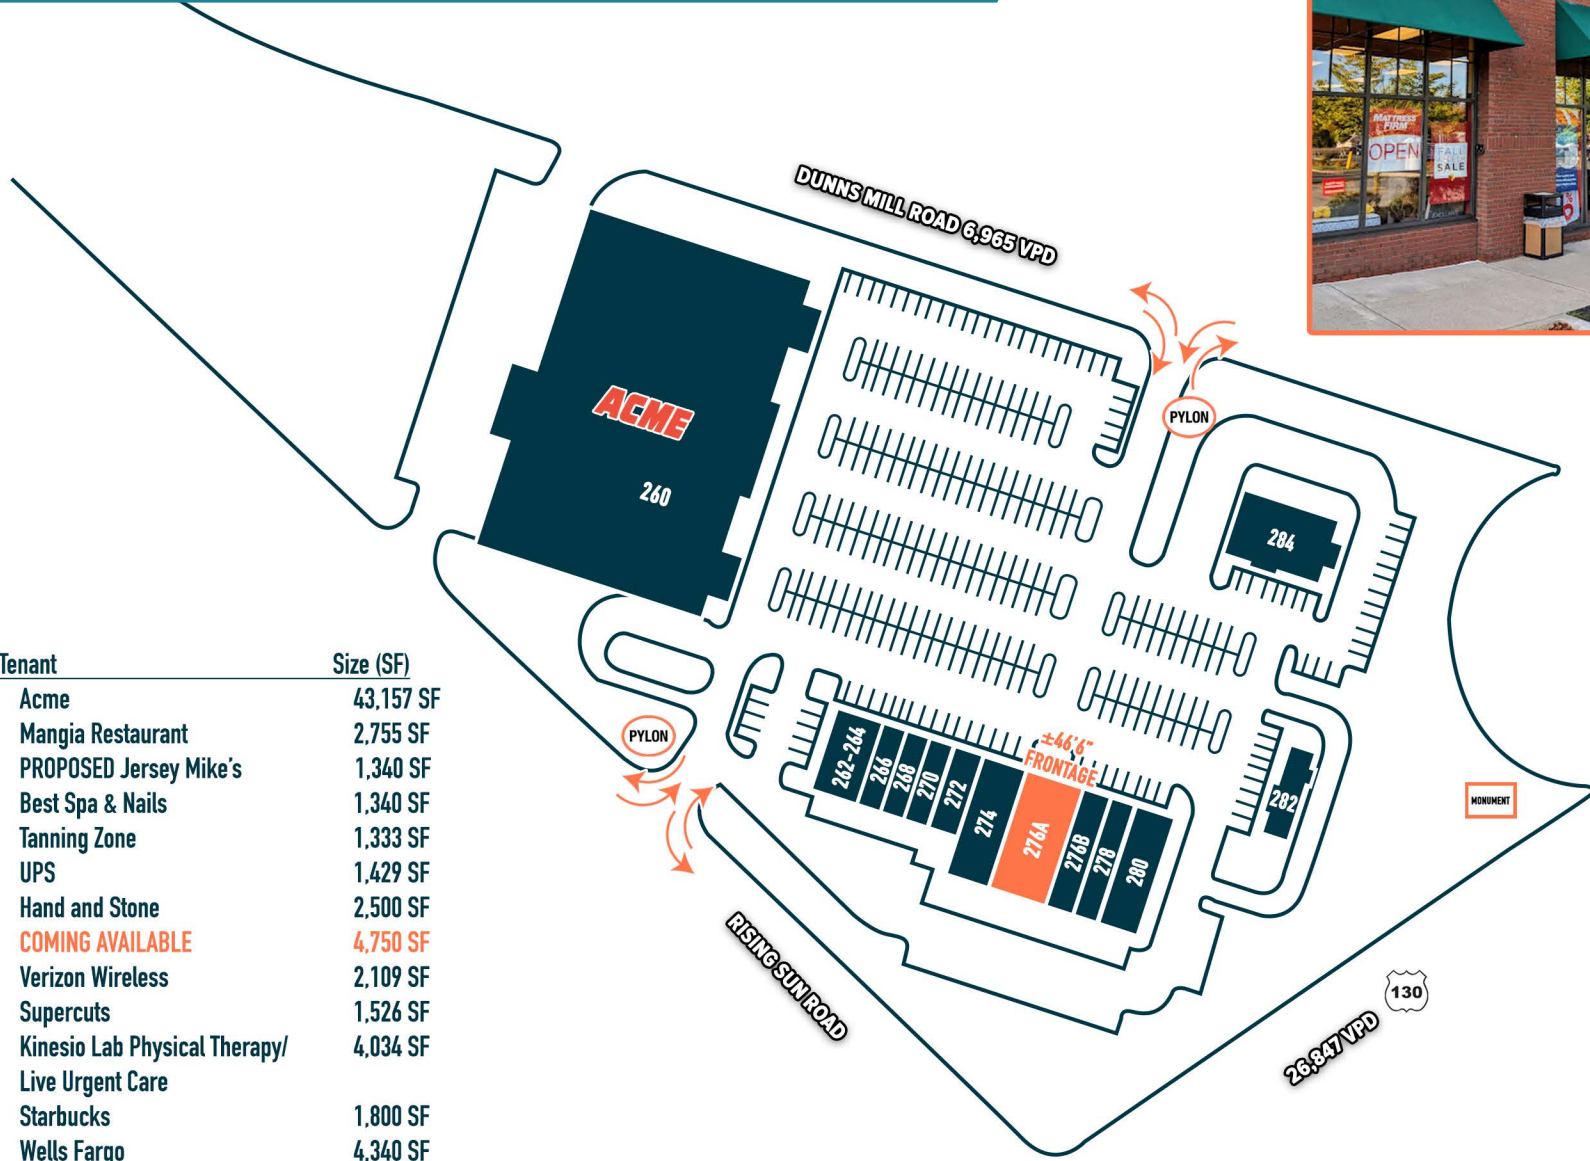 MATTRESS
FIRM
OPEN
FALL
SALE
DUNNS MILL ROAD 6,965 VPD
PYLON
ACME
260
284
PYLON
±46'6"
FRONTAGE
262-264
266
268
270
272
274
276A
276B
278
280
282
MONUMENT
RISING SUN ROAD
130
26,847 VPD
Tenant Size (SF)
Acme 43,157 SF
Mangia Restaurant 2,755 SF
PROPOSED Jersey Mike's 1,340 SF
Best Spa & Nails 1,340 SF
Tanning Zone 1,333 SF
UPS 1,429 SF
Hand and Stone 2,500 SF
COMING AVAILABLE 4,750 SF
Verizon Wireless 2,109 SF
Supercuts 1,526 SF
Kinesio Lab Physical Therapy/ 4,034 SF
Live Urgent Care
Starbucks 1,800 SF
Wells Fargo 4,340 SF